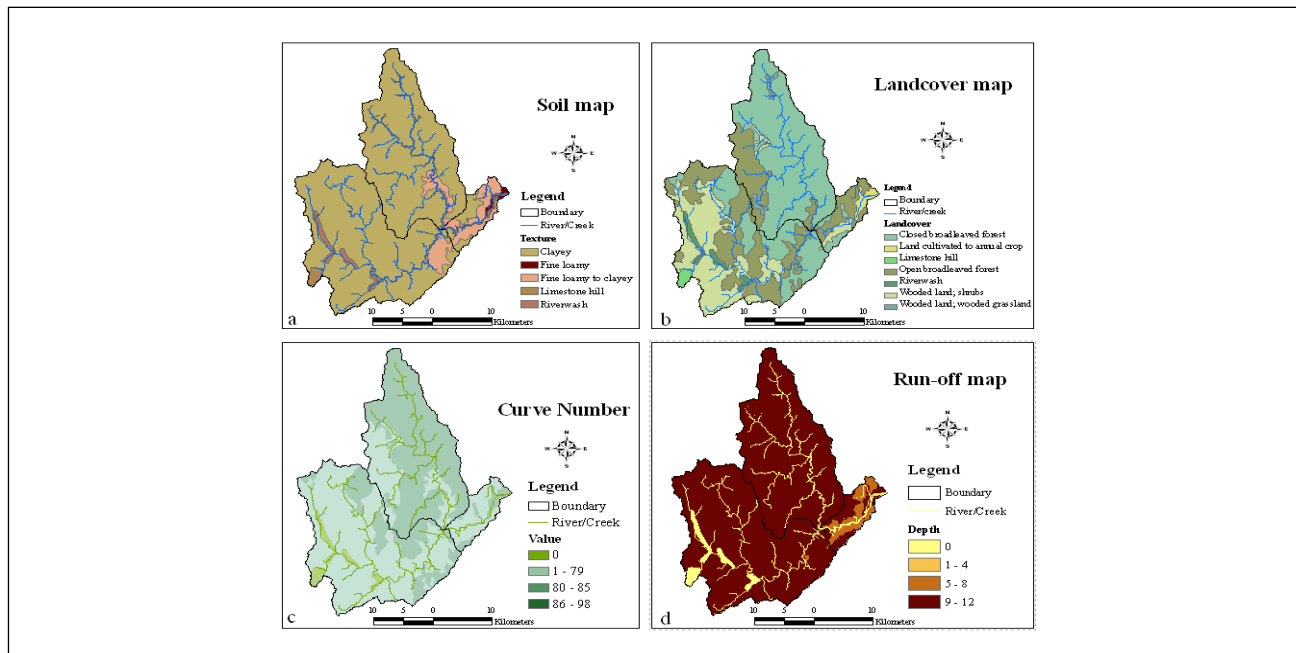 Soil map
N
W E
S
Legend
Boundary
River/Creek
Texture
Clayey
Fine loamy
Fine loamy to clayey
Limestone hill
Riverwash
10 5 0 10
Kilometers
a
Landcover map
N
W E
S
Legend
Boundary
River/creek
Landcover
Closed broadleaved forest
Land cultivated to annual crop
Limestone hill
Open broadleaved forest
Riverwash
Wooded land; shrubs
Wooded land; wooded grassland
10 5 0 10
Kilometers
b
Curve Number
N
W E
S
Legend
Boundary
River/Creek
Value
0
1 - 79
80 - 85
86 - 98
10 5 0 10
Kilometers
c
Run-off map
N
W E
S
Legend
Boundary
River/Creek
Depth
0
1 - 4
5 - 8
9 - 12
10 5 0 10
Kilometers
d